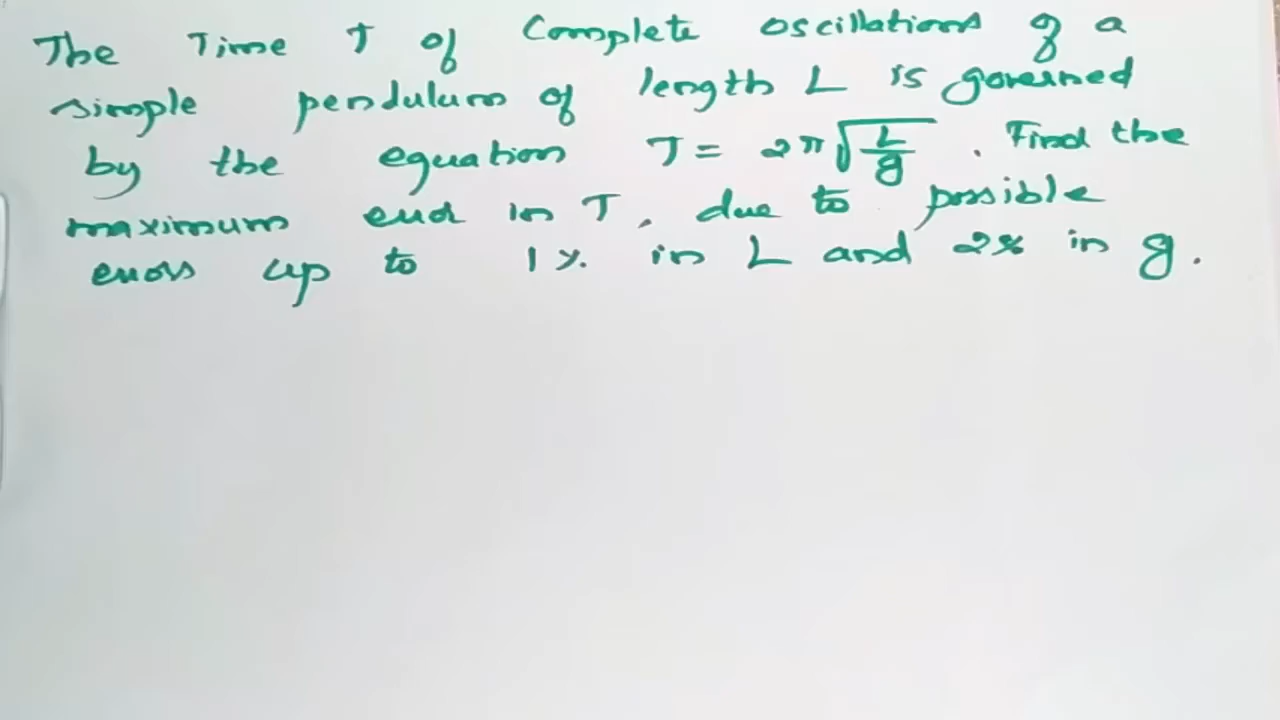 The Time T of Complete oscillations of a
simple pendulum of length L is governed
by the equation T = 2π√(L/g) . Find the
maximum error in T, due to possible
errors up to 1% in L and 2% in g.